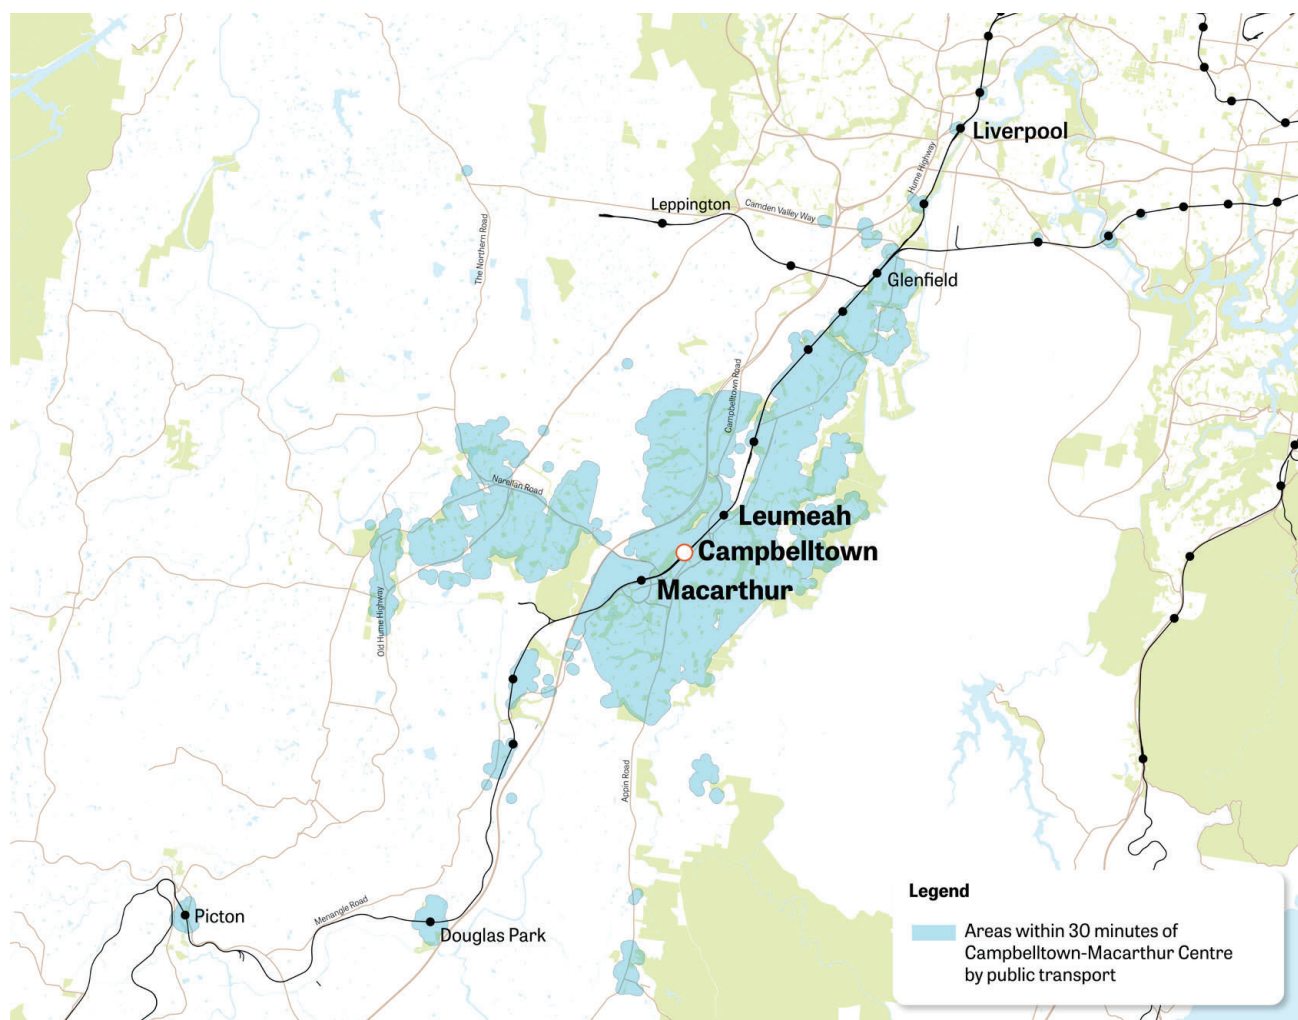 Liverpool
Hume Highway
Leppington
Camden Valley Way
The Northern Road
Glenfield
Campbelltown Road
Narellan Road
Leumeah
Campbelltown
Macarthur
Old Hume Highway
Appin Road
Menangle Road
Picton
Douglas Park
Legend
Areas within 30 minutes of
Campbelltown-Macarthur Centre
by public transport